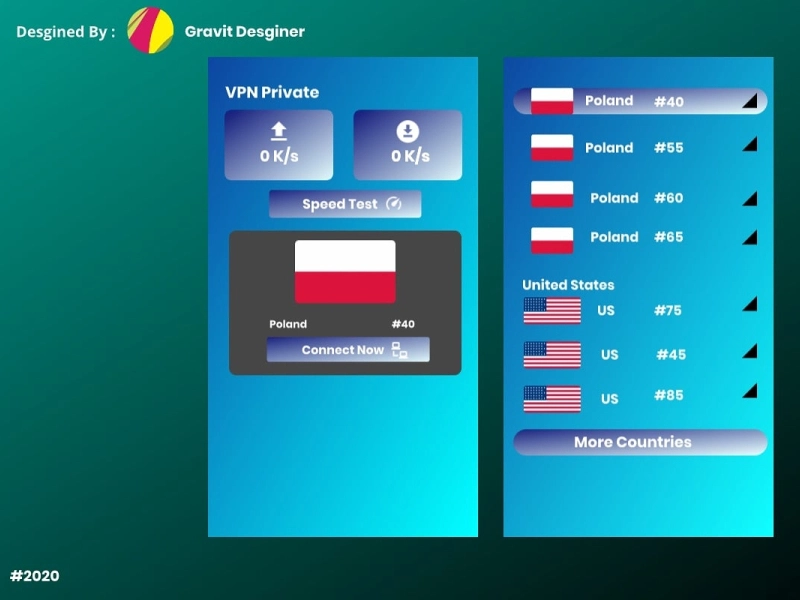 Desgined By :
Gravit Desginer
VPN Private
0 K/s
0 K/s
Speed Test
Poland
#40
Connect Now
Poland #40
Poland #55
Poland #60
Poland #65
United States
US #75
US #45
US #85
More Countries
#2020